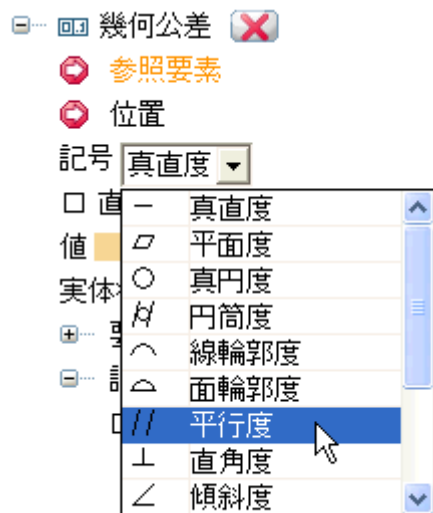 幾何公差
参照要素
位置
記号 真直度
直
値
実体
真直度
平面度
真円度
円筒度
線輪郭度
面輪郭度
平行度
直角度
傾斜度